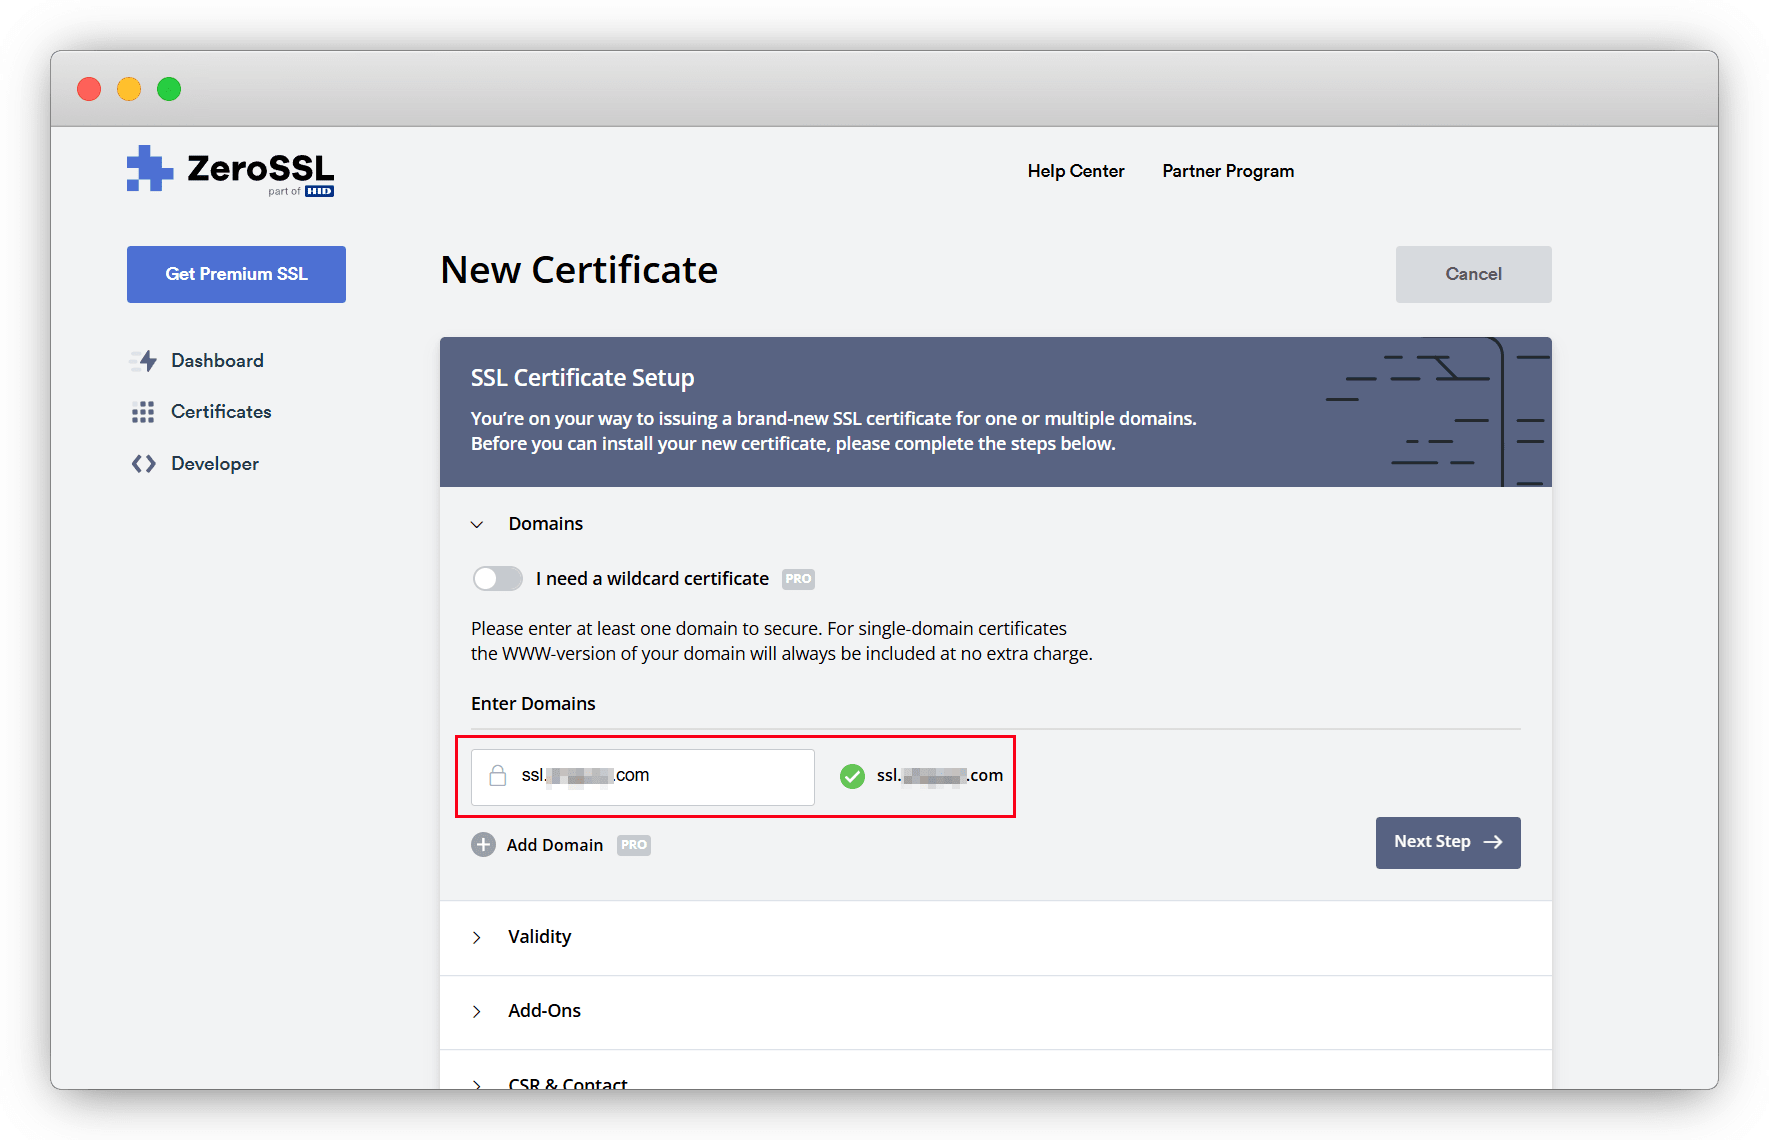 ZeroSSL
part of HID
Help Center
Partner Program
Get Premium SSL
Dashboard
Certificates
Developer
New Certificate
Cancel
SSL Certificate Setup
You're on your way to issuing a brand-new SSL certificate for one or multiple domains.
Before you can install your new certificate, please complete the steps below.
Domains
I need a wildcard certificate PRO
Please enter at least one domain to secure. For single-domain certificates
the WWW-version of your domain will always be included at no extra charge.
Enter Domains
ssl. .com
ssl. .com
Add Domain PRO
Next Step
Validity
Add-Ons
CSR & Contact